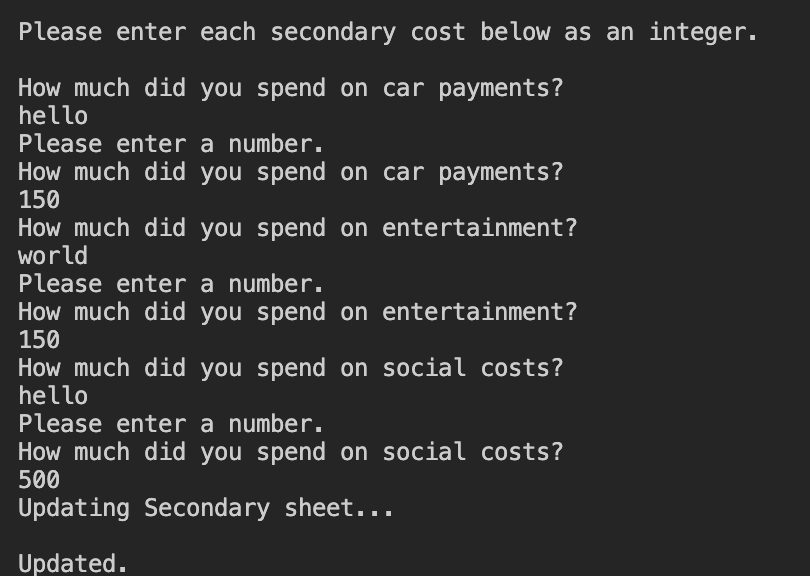 Please enter each secondary cost below as an integer.
How much did you spend on car payments?
hello
Please enter a number.
How much did you spend on car payments?
150
How much did you spend on entertainment?
world
Please enter a number.
How much did you spend on entertainment?
150
How much did you spend on social costs?
hello
Please enter a number.
How much did you spend on social costs?
500
Updating Secondary sheet...
Updated.